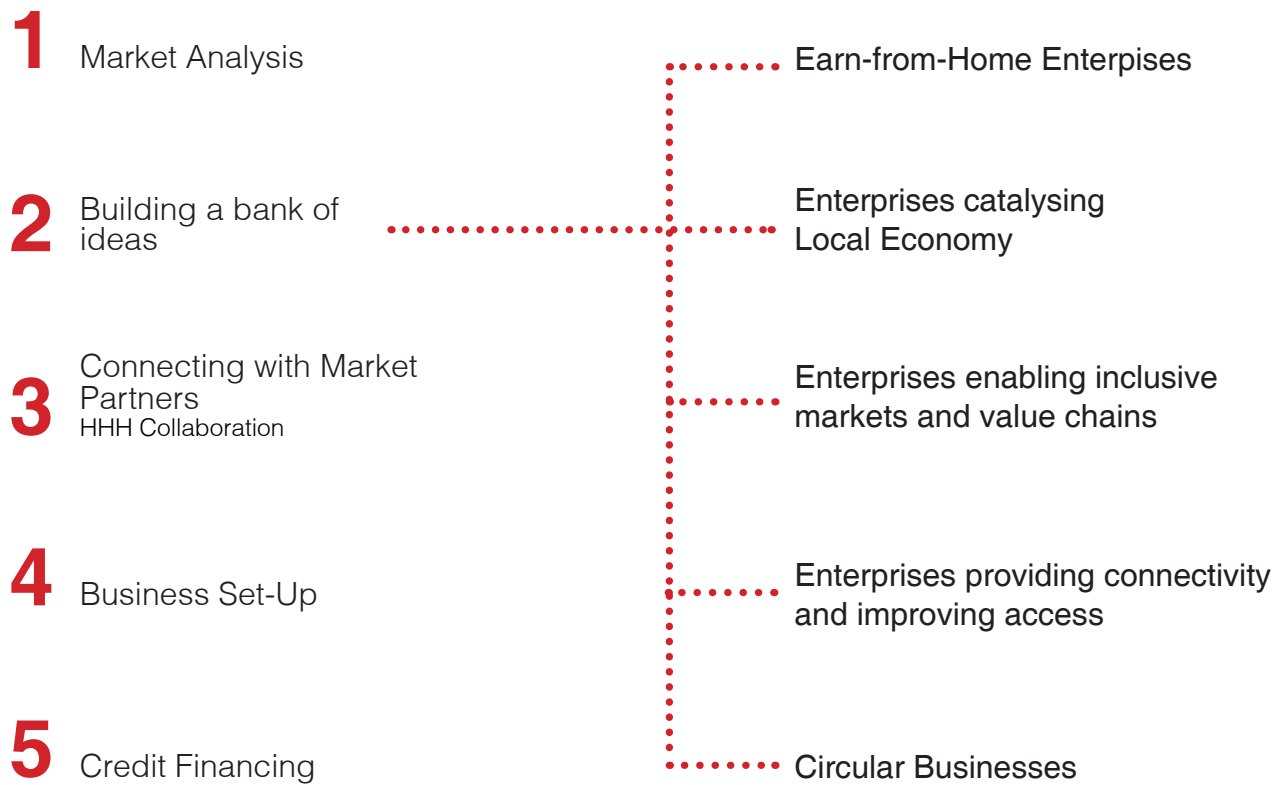 1
Market Analysis
2
Building a bank of
ideas
3
Connecting with Market
Partners
HHH Collaboration
4
Business Set-Up
5
Credit Financing
Earn-from-Home Enterpises
Enterprises catalysing
Local Economy
Enterprises enabling inclusive
markets and value chains
Enterprises providing connectivity
and improving access
Circular Businesses